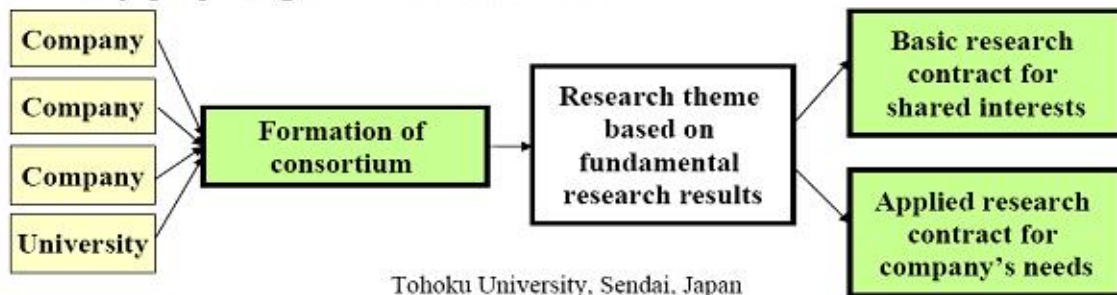 Company
Company
Company
University
Formation of
consortium
Research theme
based on
fundamental
research results
Basic research
contract for
shared interests
Applied research
contract for
company's needs
Tohoku University, Sendai, Japan